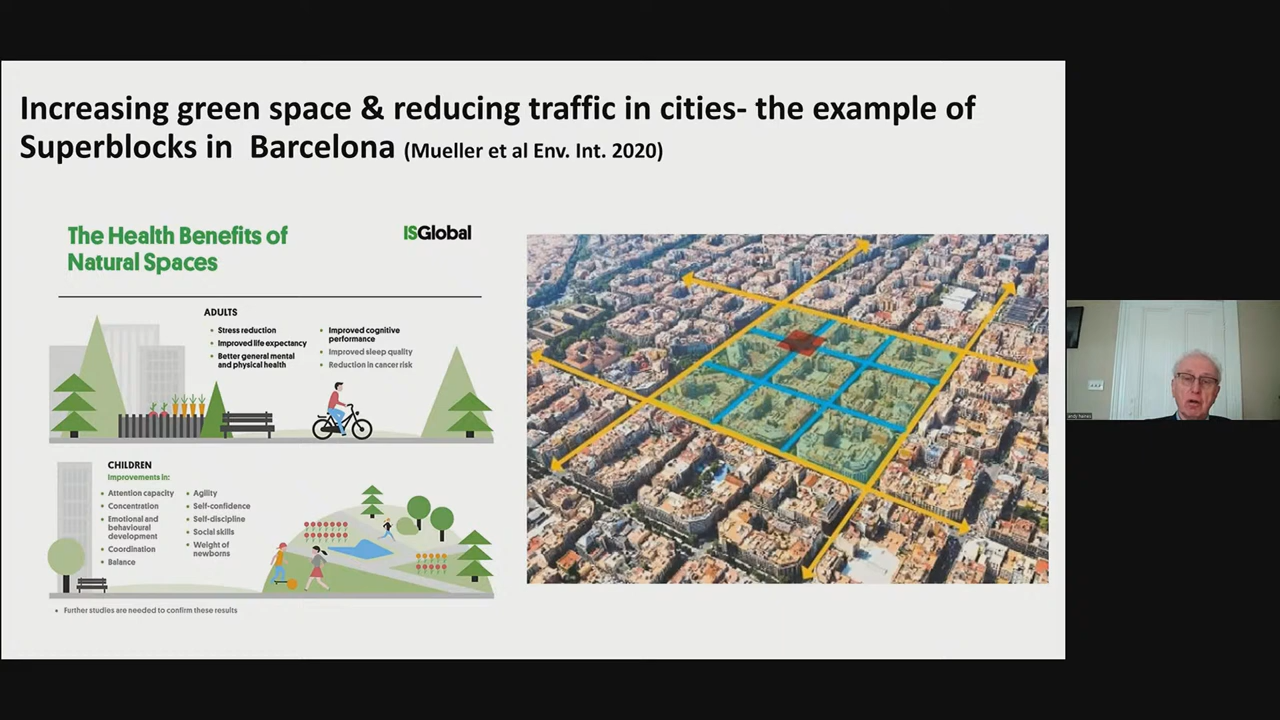 Increasing green space & reducing traffic in cities- the example of
Superblocks in Barcelona (Mueller et al Env. Int. 2020)
The Health Benefits of
Natural Spaces
ISGlobal
ADULTS
• Stress reduction
• Improved life expectancy
• Better general mental
and physical health
• Improved cognitive
performance
• Improved sleep quality
• Reduction in cancer risk
CHILDREN
Improvements in:
• Attention capacity
• Concentration
• Emotional and
behavioural
development
• Coordination
• Balance
• Agility
• Self-confidence
• Self-discipline
• Social skills
• Weight of
newborns
• Further studies are needed to confirm these results